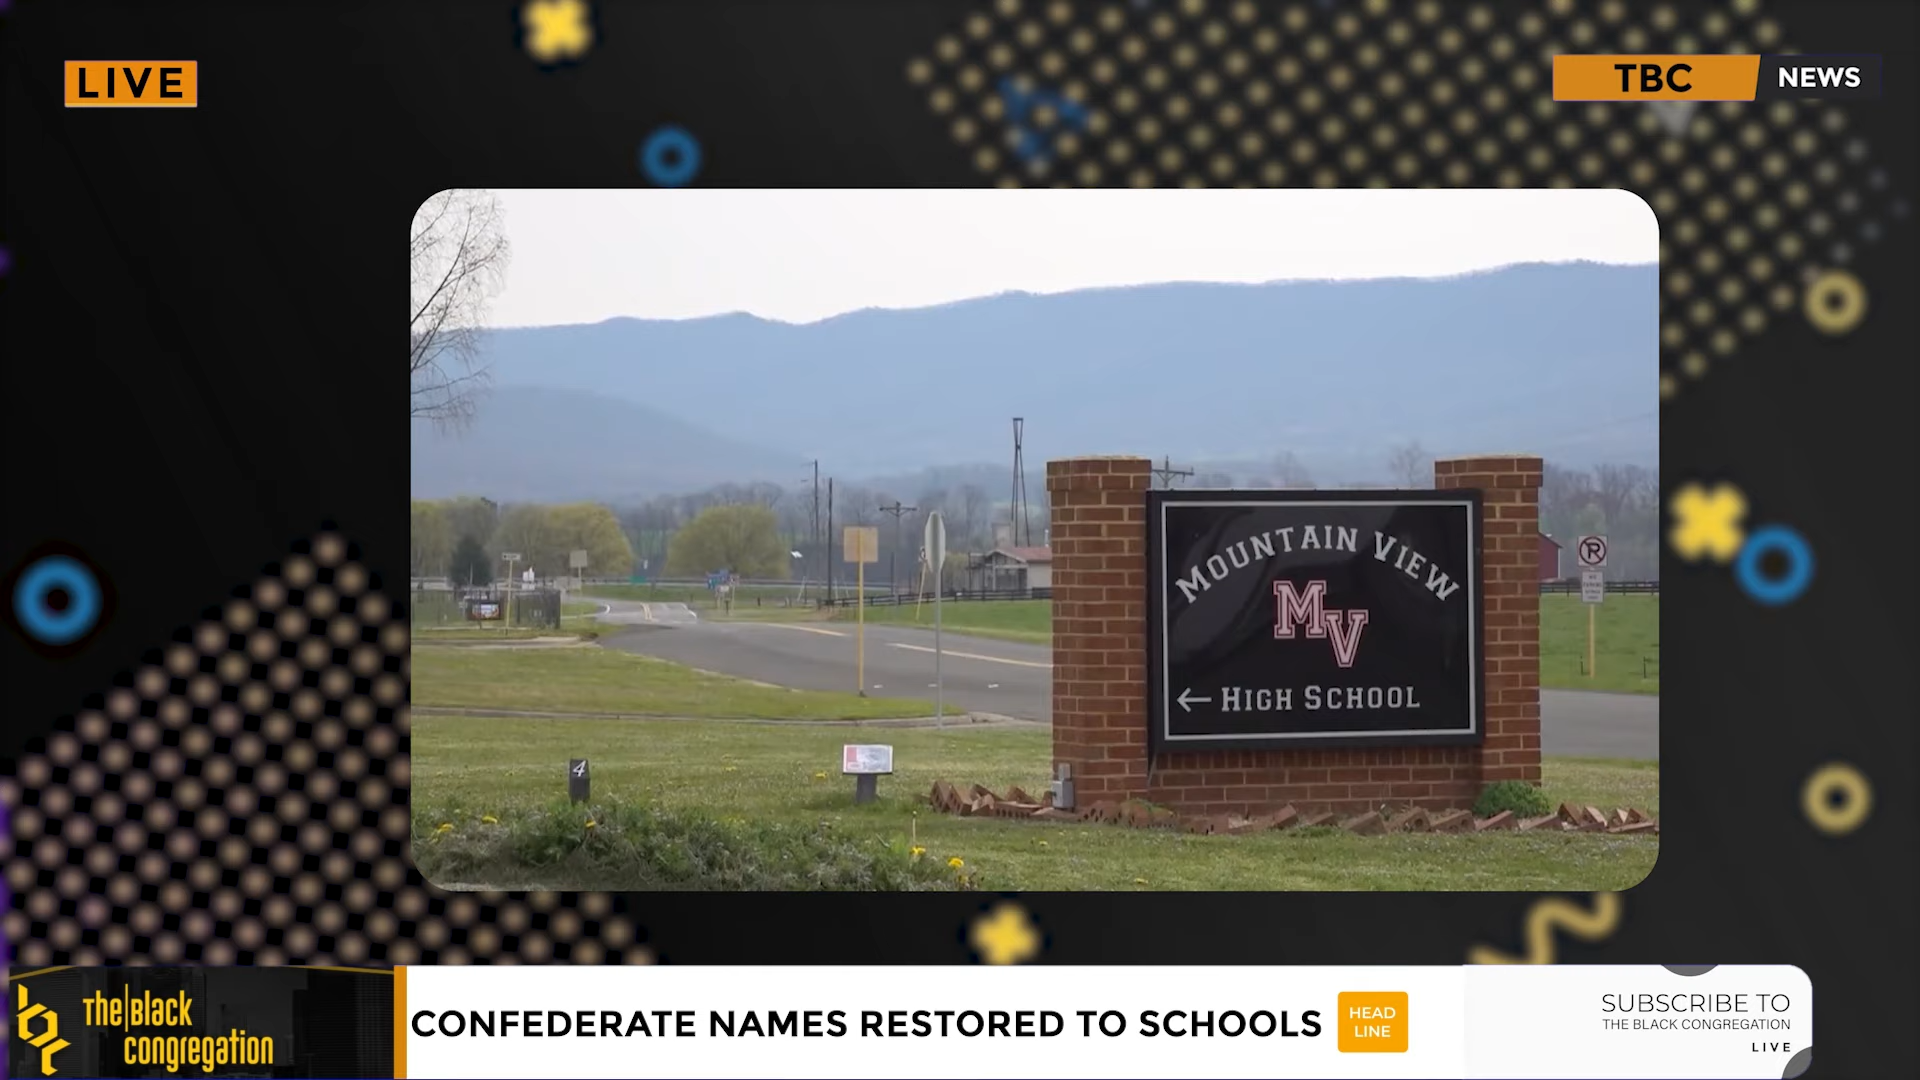 LIVE
TBC NEWS
MOUNTAIN VIEW
MV
← HIGH SCHOOL
4
the|Black
congregation
CONFEDERATE NAMES RESTORED TO SCHOOLS
HEAD
LINE
SUBSCRIBE TO
THE BLACK CONGREGATION
LIVE